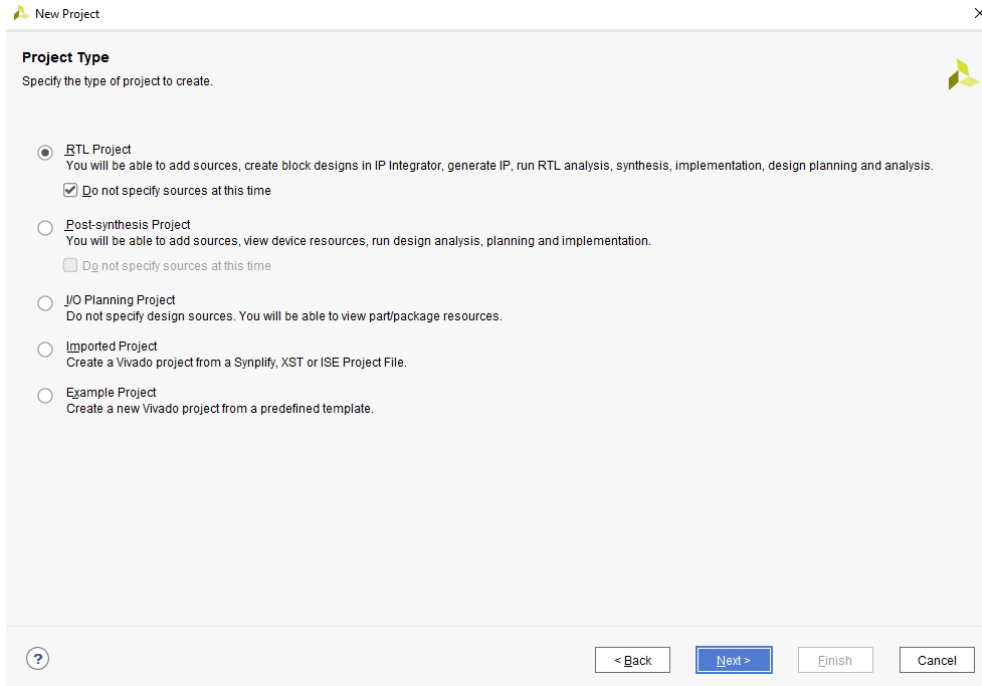 New Project
Project Type
Specify the type of project to create.
RTL Project
You will be able to add sources, create block designs in IP Integrator, generate IP, run RTL analysis, synthesis, implementation, design planning and analysis.
Do not specify sources at this time
Post-synthesis Project
You will be able to add sources, view device resources, run design analysis, planning and implementation.
Do not specify sources at this time
I/O Planning Project
Do not specify design sources. You will be able to view part/package resources.
Imported Project
Create a Vivado project from a Synplify, XST or ISE Project File.
Example Project
Create a new Vivado project from a predefined template.
? < Back Next > Finish Cancel